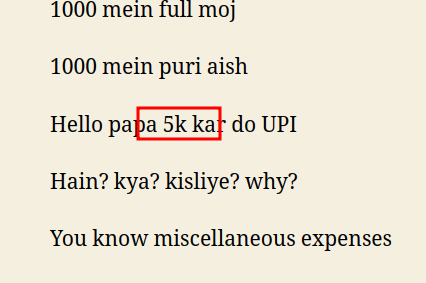 1000 mein full moj
1000 mein puri aish
Hello papa 5k kar do UPI
Hain? kya? kisliye? why?
You know miscellaneous expenses